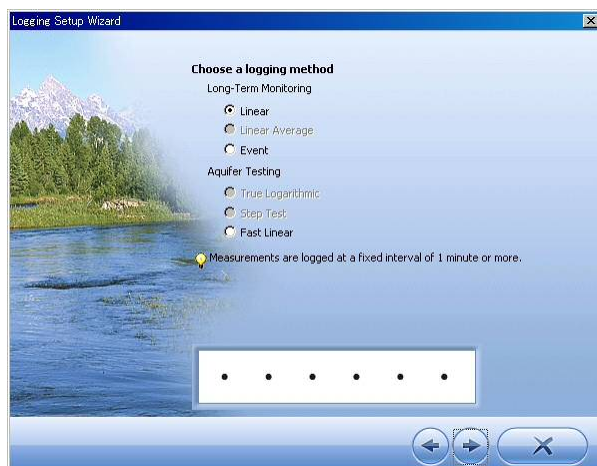 Logging Setup Wizard
Choose a logging method
Long-Term Monitoring
Linear
Linear Average
Event
Aquifer Testing
True Logarithmic
Step Test
Fast Linear
Measurements are logged at a fixed interval of 1 minute or more.